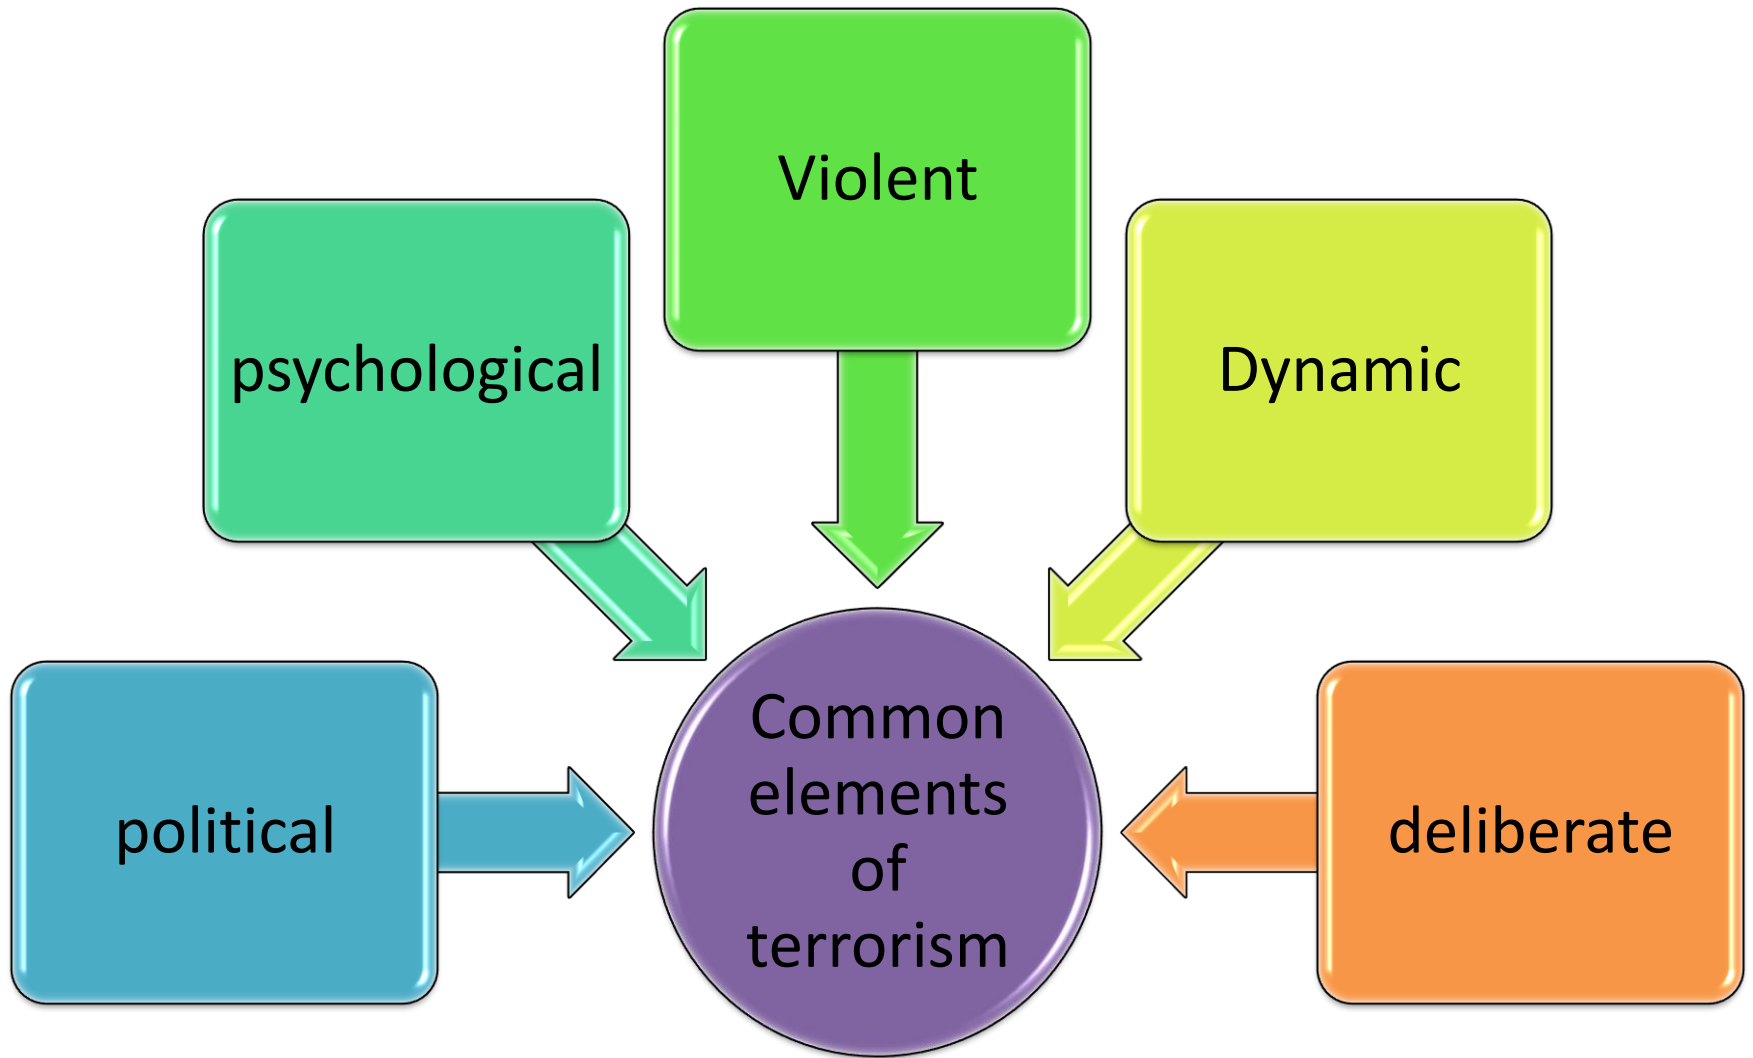 Violent
psychological
Dynamic
political
Common
elements
of
terrorism
deliberate